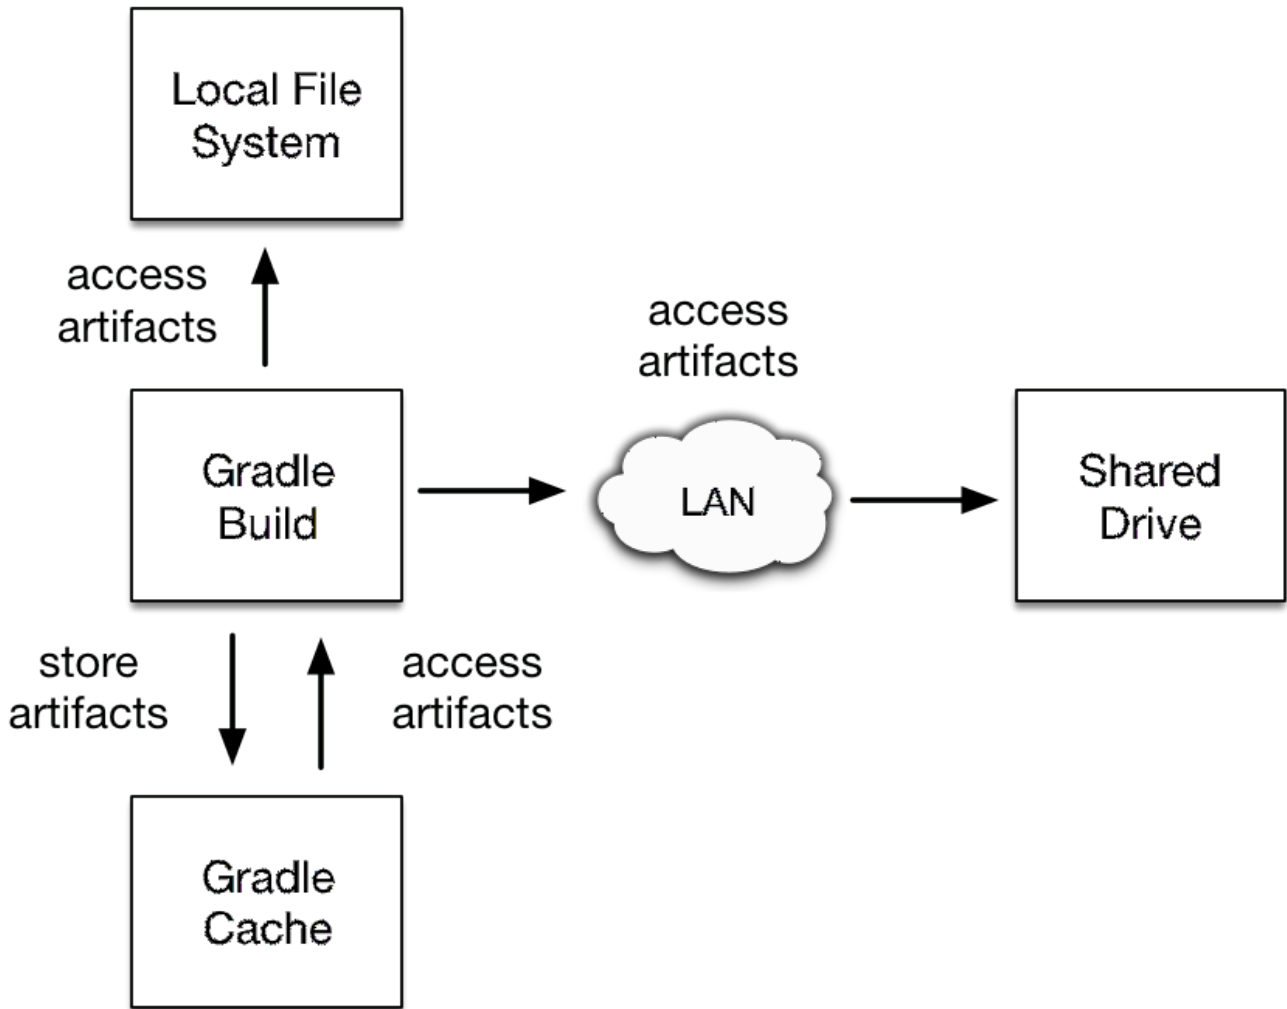 Local File
System
access
artifacts
access
artifacts
Gradle
Build
LAN
Shared
Drive
store
artifacts
access
artifacts
Gradle
Cache